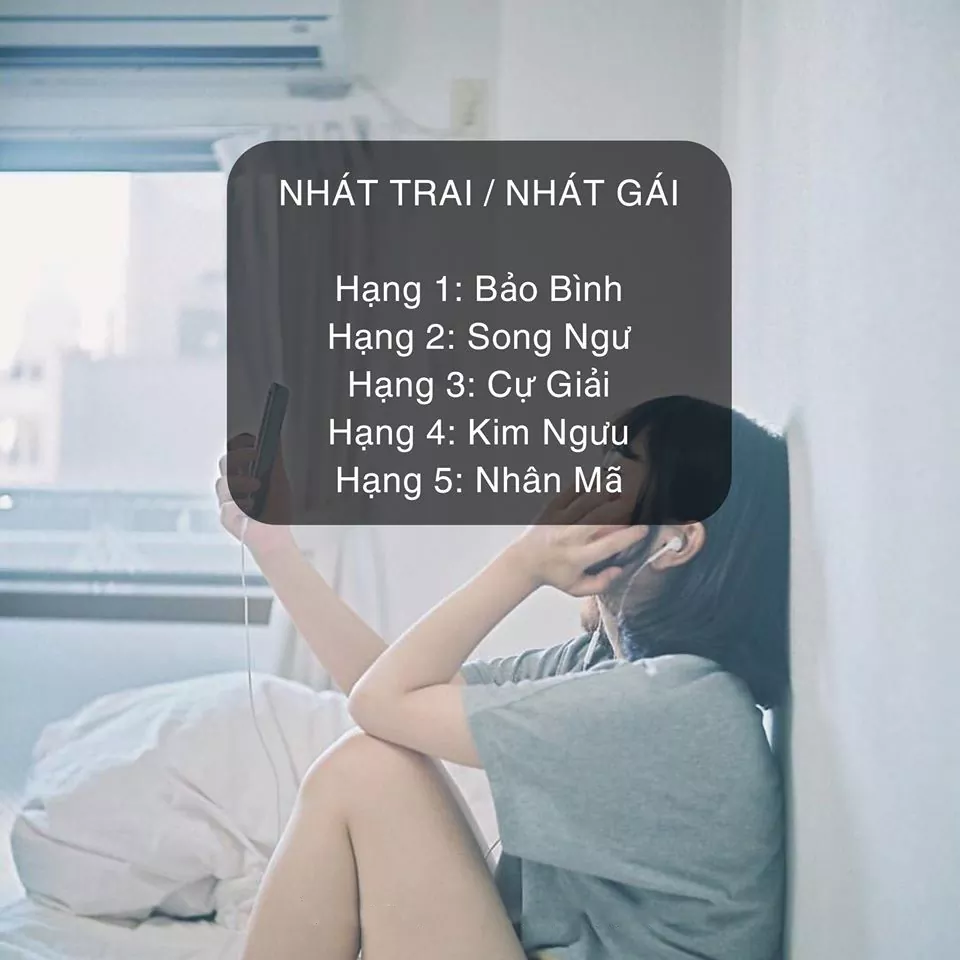 NHÁT TRAI / NHÁT GÁI
Hạng 1: Bảo Bình
Hạng 2: Song Ngư
Hạng 3: Cự Giải
Hạng 4: Kim Ngưu
Hạng 5: Nhân Mã